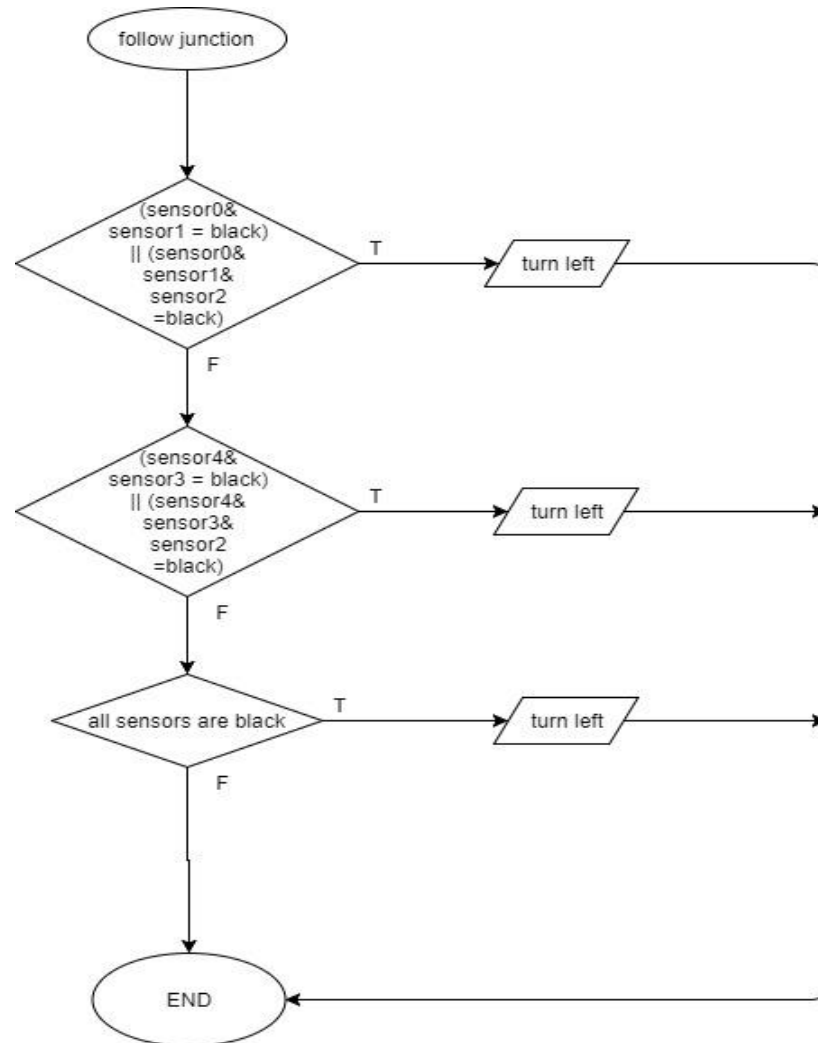 follow junction
(sensor0&
sensor1 = black)
|| (sensor0&
sensor1&
sensor2
=black)
T
turn left
F
(sensor4&
sensor3 = black)
|| (sensor4&
sensor3&
sensor2
=black)
T
turn left
F
all sensors are black
T
turn left
F
END